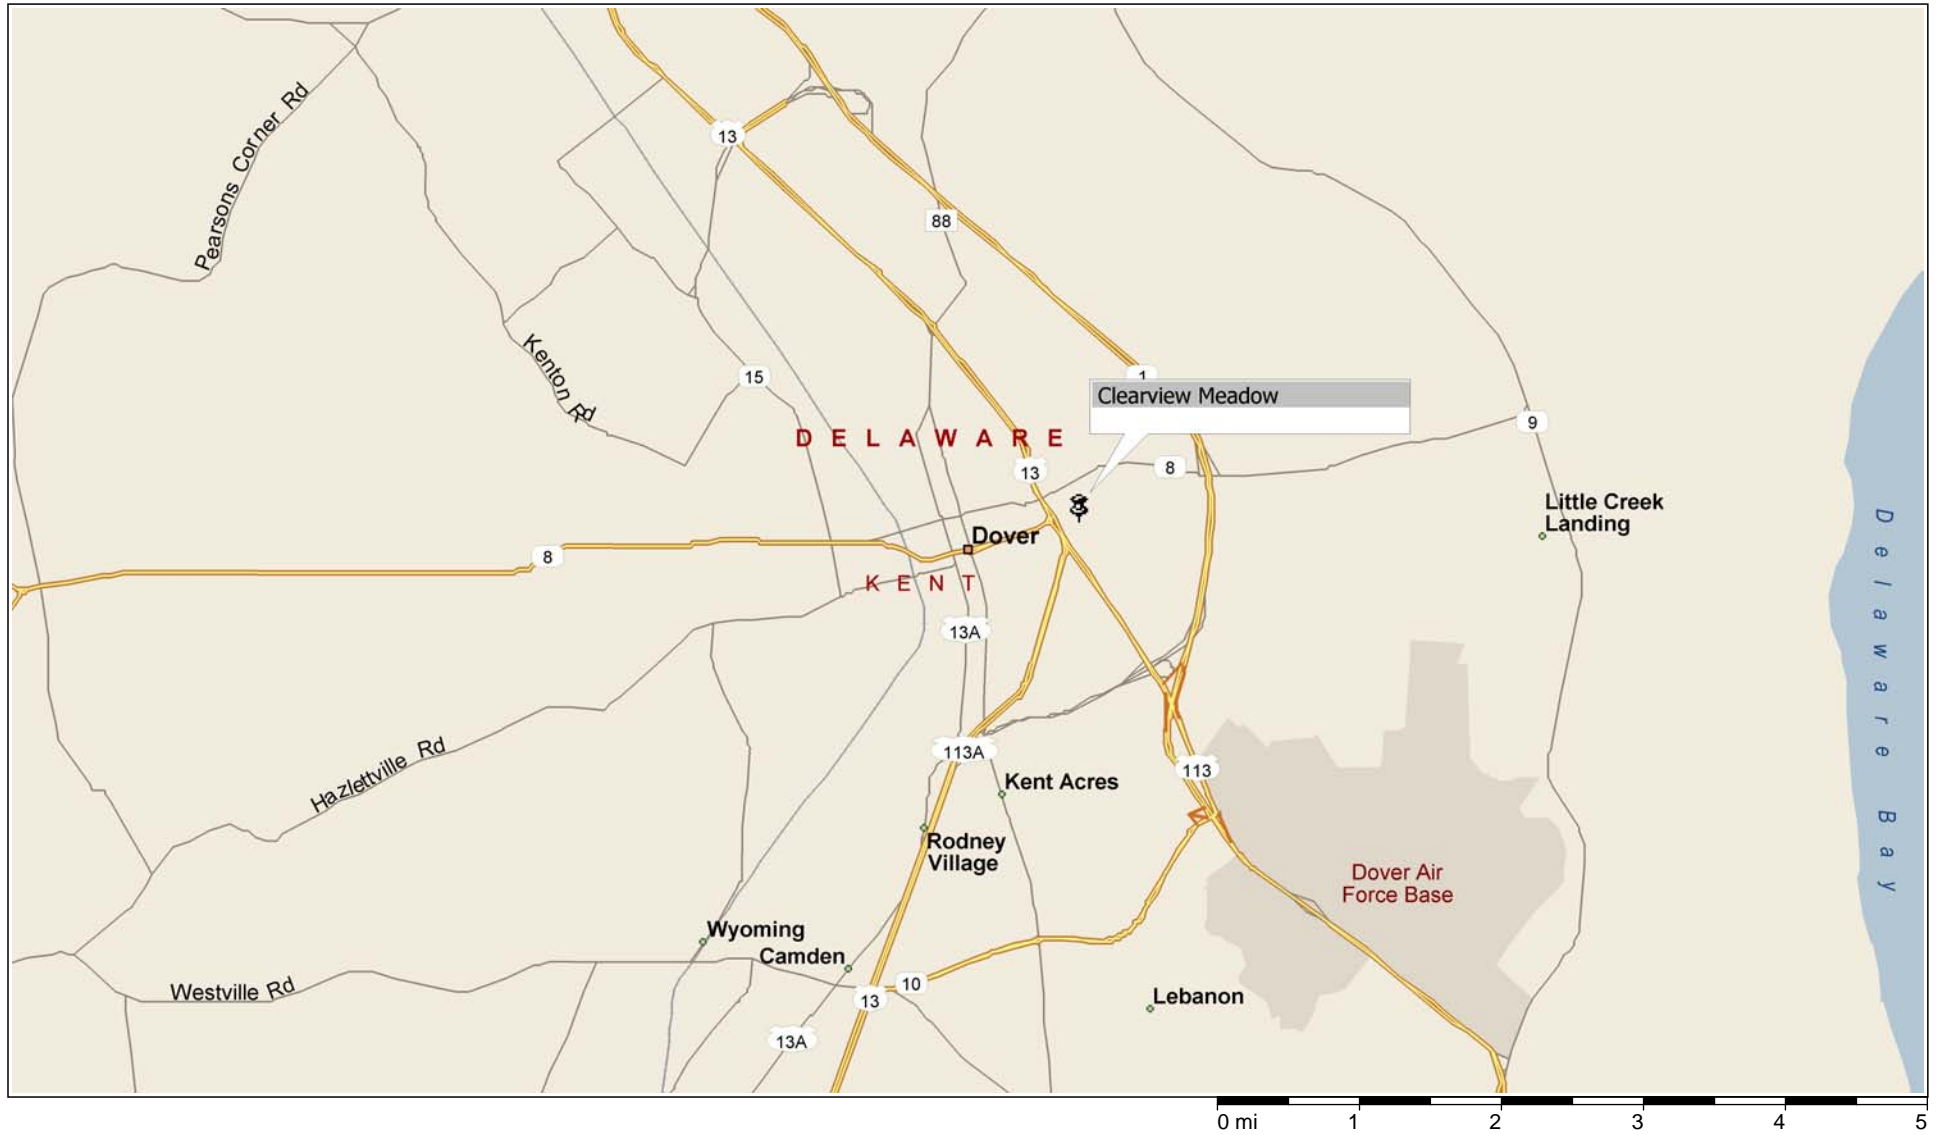 Pearsons Corner Rd
13
88
Kenton Rd
15
1
Clearview Meadow
DELAWARE
9
13
8
Little Creek
Landing
Dover
8
KENT
13A
Delaware Bay
Hazlettville Rd
113A
113
Kent Acres
Rodney
Village
Dover Air
Force Base
Wyoming
Camden
10
Westville Rd
13
Lebanon
13A
0 mi 1 2 3 4 5